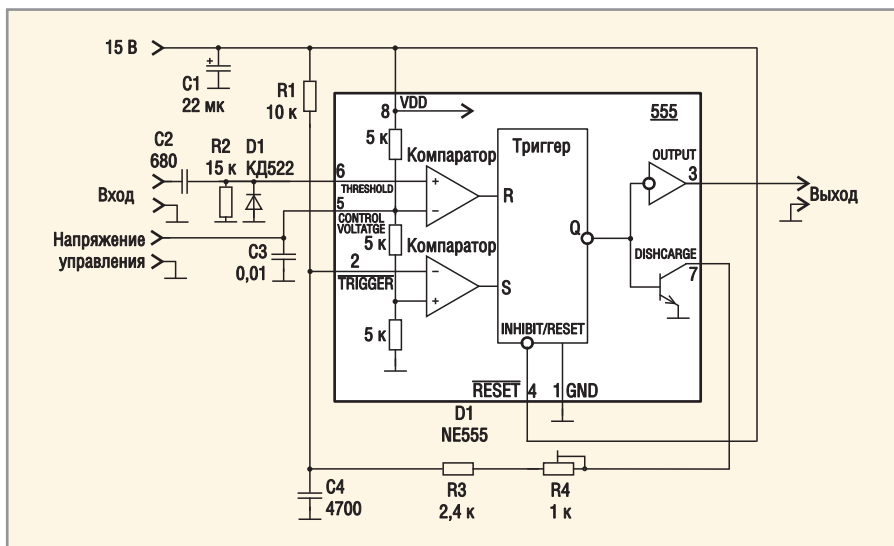 15 В
C1
22 мк
R1
10 к
8
VDD
555
5 к
Компаратор
Триггер
C2
680
R2
15 к
D1
КД522
6
THRESHOLD
+
−
R
OUTPUT
3
Вход
Выход
5
CONTROL
VOLTATGE
Напряжение
управления
C3
0,01
5 к
Компаратор
Q
2
TRIGGER
−
+
S
DISHCARGE
7
5 к
INHIBIT/RESET
RESET
4
1
GND
D1
NE555
C4
4700
R3
2,4 к
R4
1 к
+